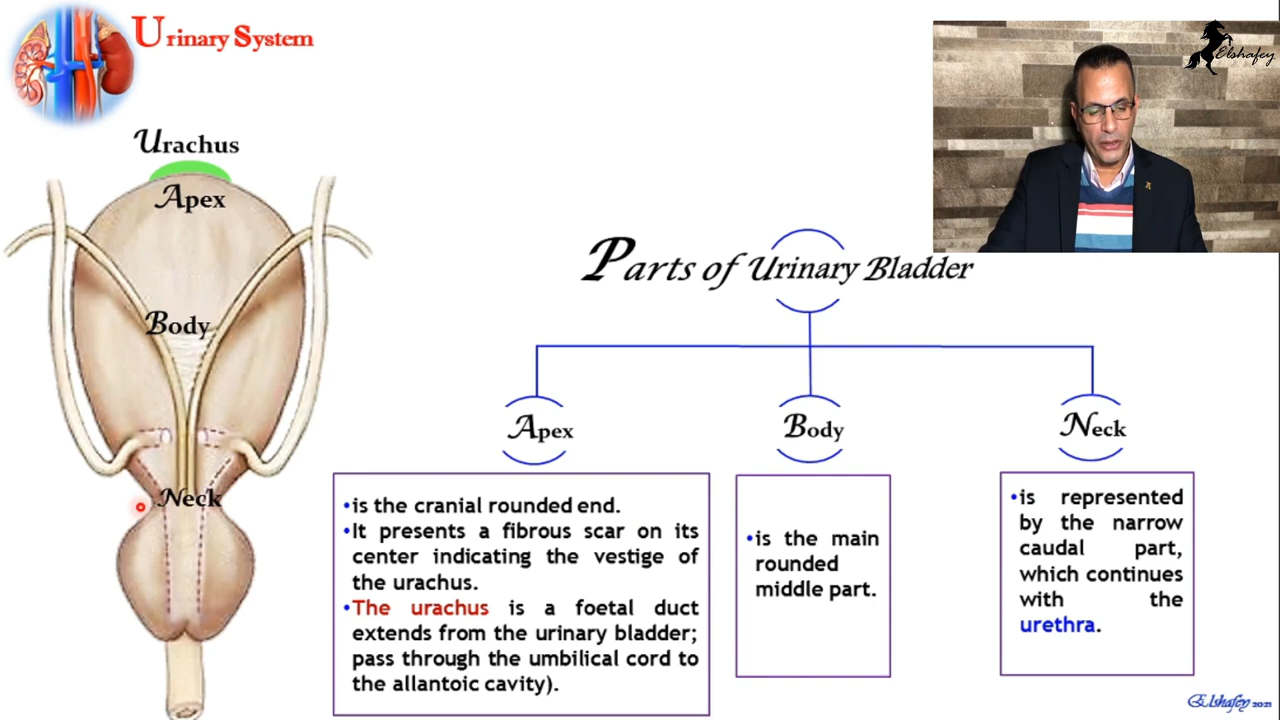 Urinary System
Elshafey
Urachus
Apex
Body
Neck
Parts of Urinary Bladder
Apex
•is the cranial rounded end.
•It presents a fibrous scar on its
center indicating the vestige of
the urachus.
•The urachus is a foetal duct
extends from the urinary bladder;
pass through the umbilical cord to
the allantoic cavity).
Body
•is the main
rounded
middle part.
Neck
•is represented
by the narrow
caudal part,
which continues
with the
urethra.
Elshafey 2021